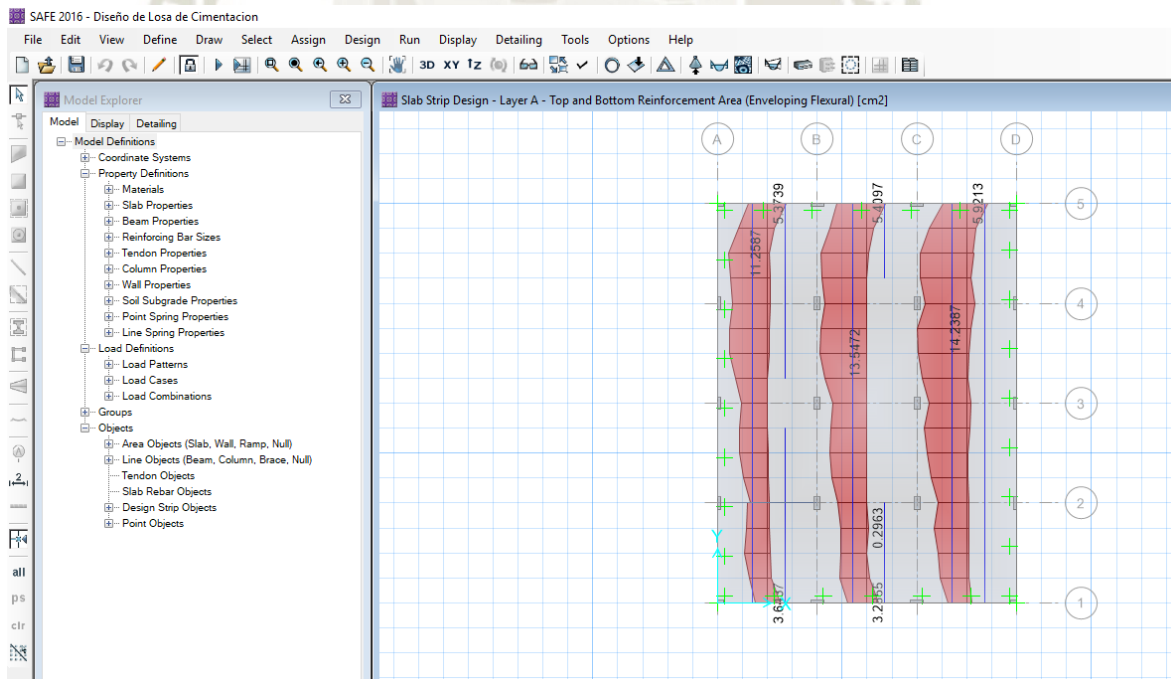 SAFE 2016 - Diseño de Losa de Cimentacion
File Edit View Define Draw Select Assign Design Run Display Detailing Tools Options Help
3D XY
Model Explorer
Model Display Detailing
Model Definitions
Coordinate Systems
Property Definitions
Materials
Slab Properties
Beam Properties
Reinforcing Bar Sizes
Tendon Properties
Column Properties
Wall Properties
Soil Subgrade Properties
Point Spring Properties
Line Spring Properties
Load Definitions
Load Patterns
Load Cases
Load Combinations
Groups
Objects
Area Objects (Slab, Wall, Ramp, Null)
Line Objects (Beam, Column, Brace, Null)
Tendon Objects
Slab Rebar Objects
Design Strip Objects
Point Objects
all
ps
clr
Slab Strip Design - Layer A - Top and Bottom Reinforcement Area (Enveloping Flexural) [cm2]
A B C D
5.3739 5.4097 5.9213
5
11.2587
4
13.5472 14.2387
3
2
0.2963
Y
X
1